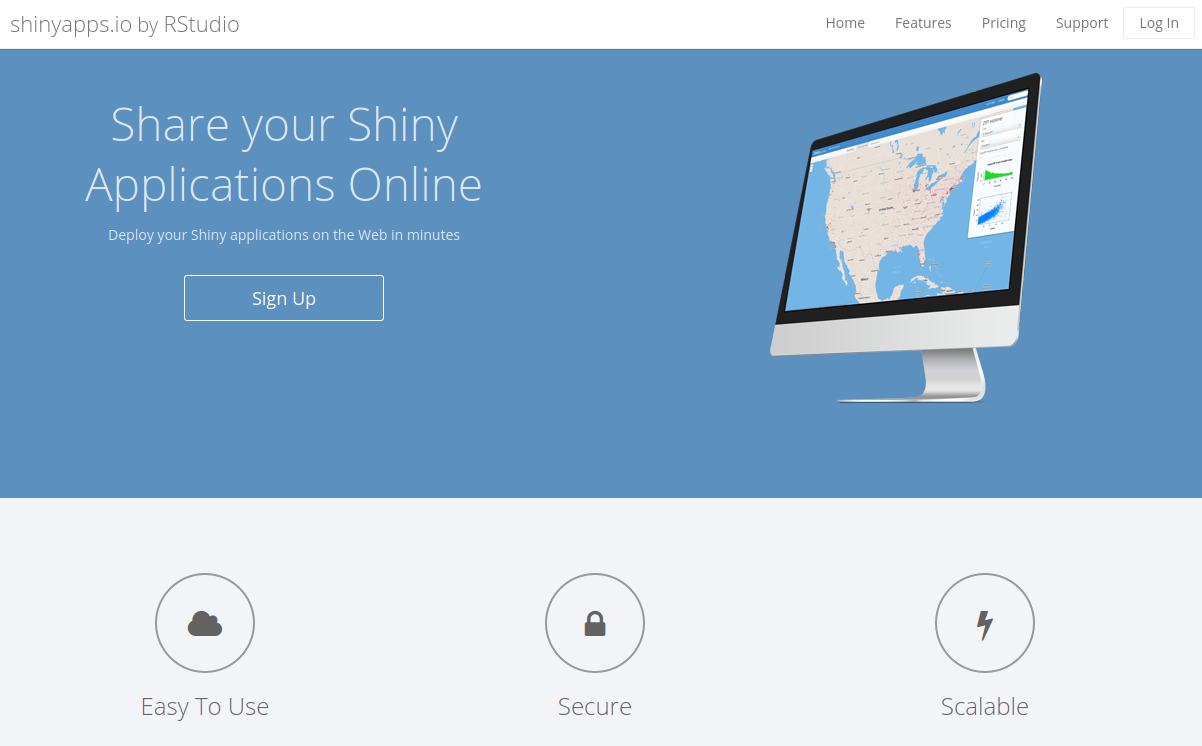 shinyapps.io by RStudio
Home Features Pricing Support Log In
Share your Shiny
Applications Online
Deploy your Shiny applications on the Web in minutes
Sign Up
ZIP explorer
Easy To Use
Secure
Scalable